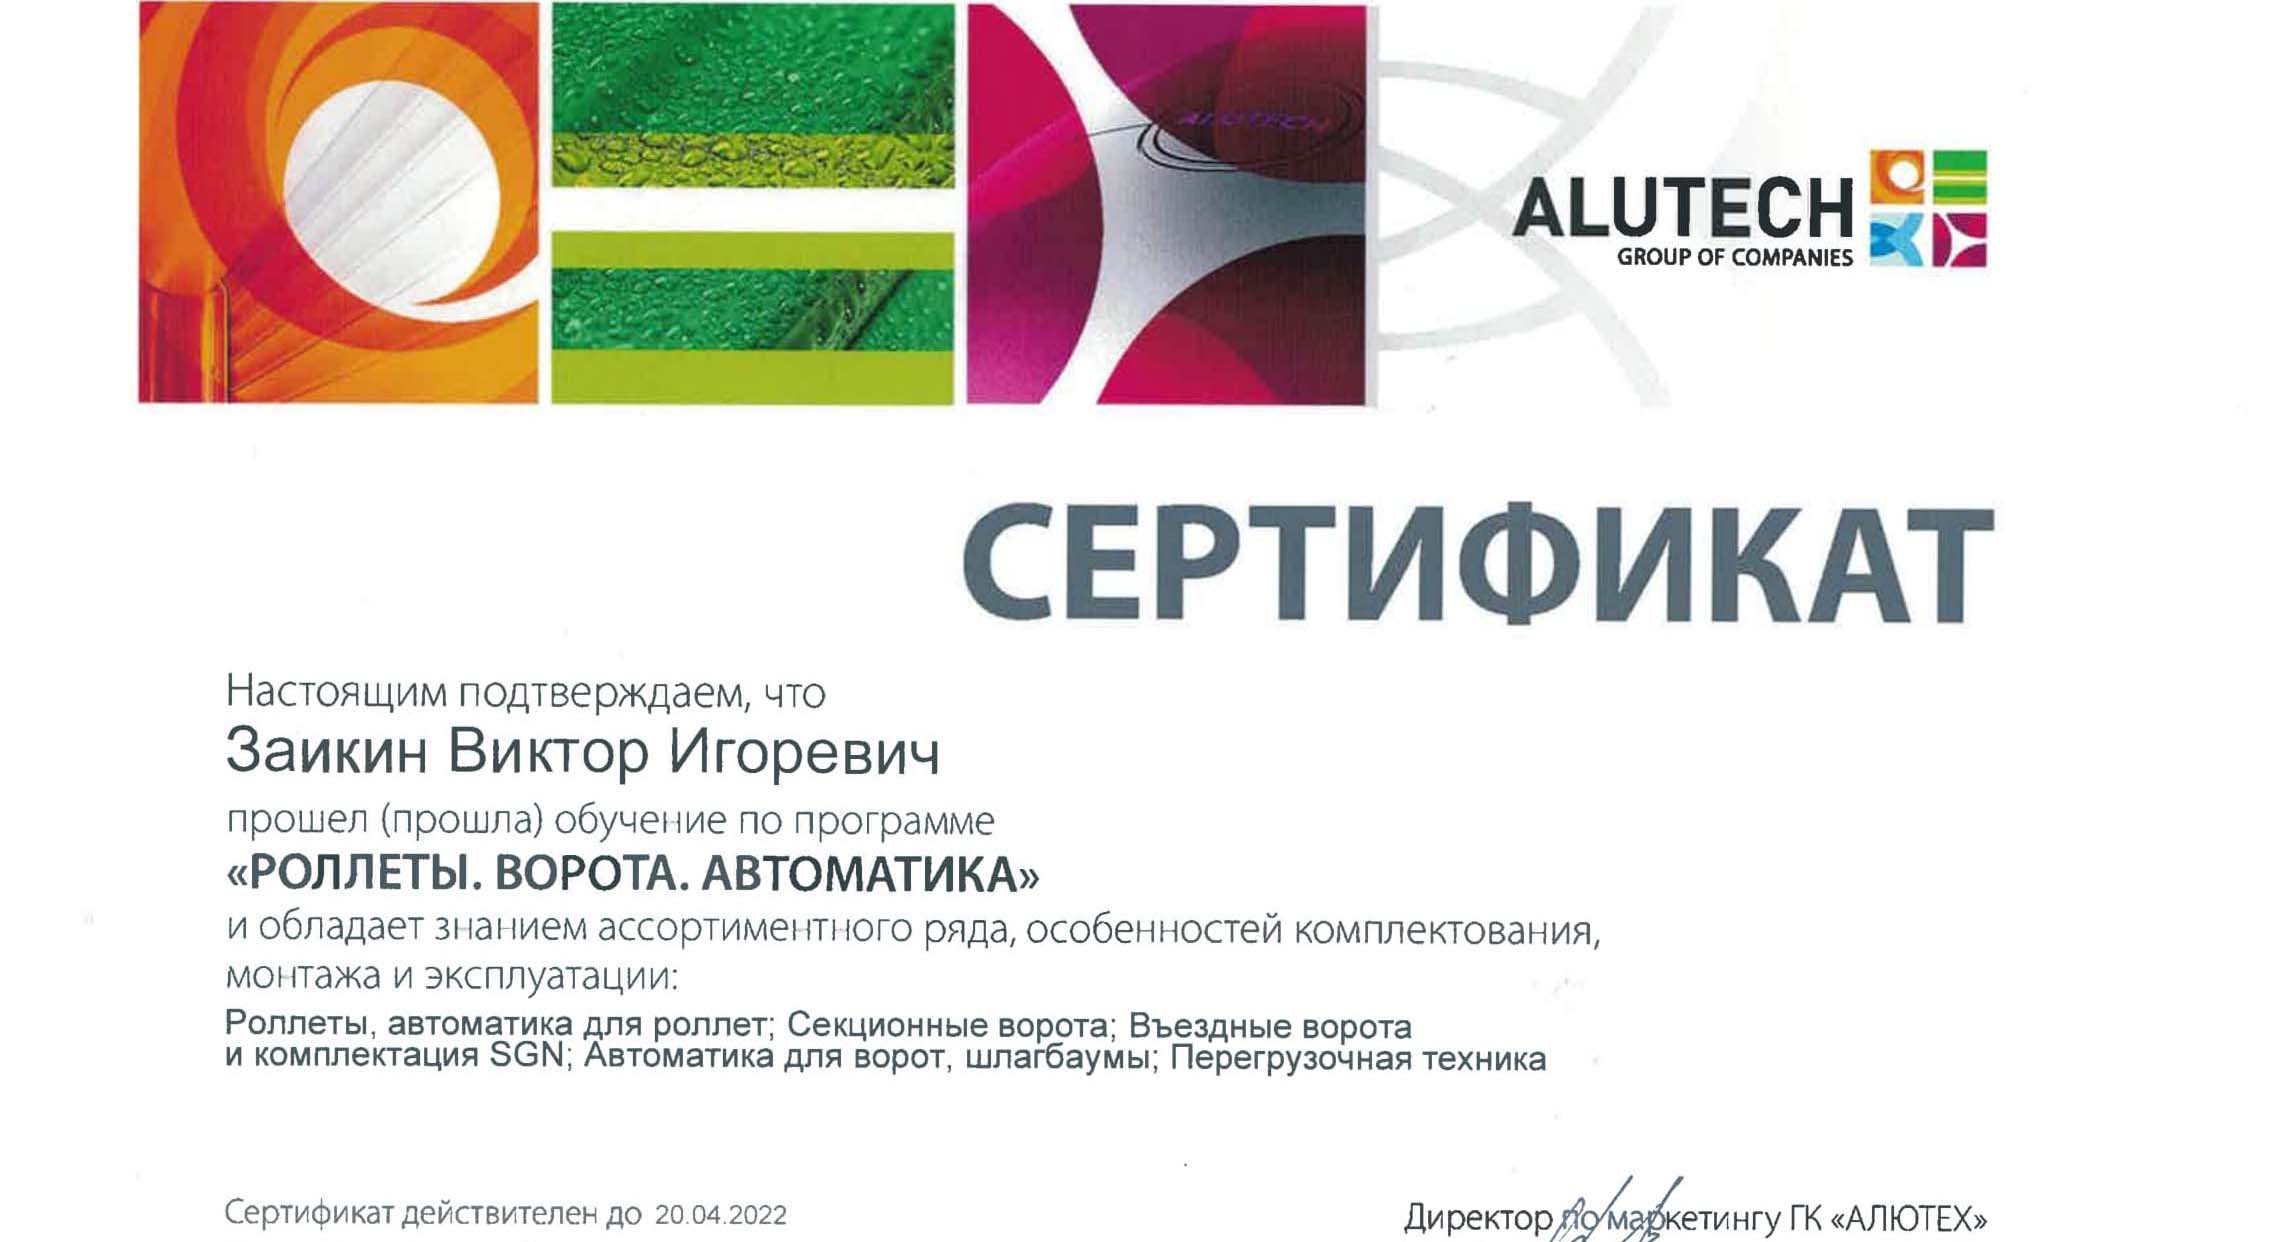 ALUTECH
ALUTECH
GROUP OF COMPANIES
СЕРТИФИКАТ
Настоящим подтверждаем, что
Заикин Виктор Игоревич
прошел (прошла) обучение по программе
«РОЛЛЕТЫ. ВОРОТА. АВТОМАТИКА»
и обладает знанием ассортиментного ряда, особенностей комплектования,
монтажа и эксплуатации:
Роллеты, автоматика для роллет; Секционные ворота; Въездные ворота
и комплектация SGN; Автоматика для ворот, шлагбаумы; Перегрузочная техника
Сертификат действителен до 20.04.2022
Директор по маркетингу ГК «АЛЮТЕХ»